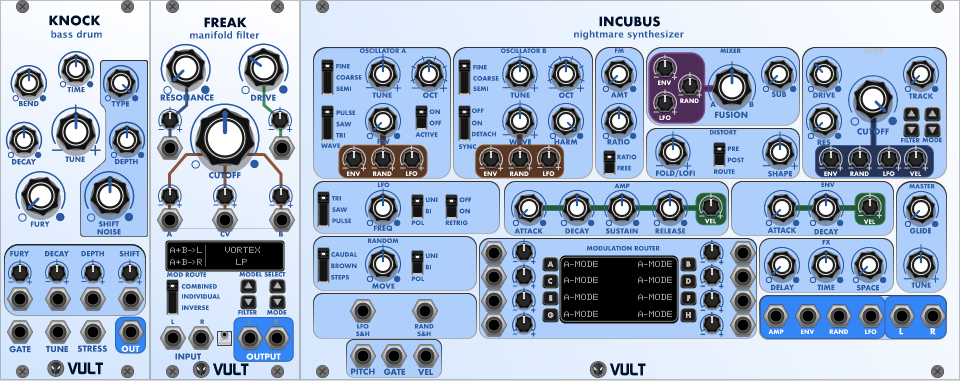 KNOCK
bass drum
BEND
TIME
TYPE
DECAY
TUNE
DEPTH
FURY
SHIFT
NOISE
FURY DECAY DEPTH SHIFT
GATE TUNE STRESS OUT
VULT
FREAK
manifold filter
RESONANCE DRIVE
CUTOFF
A CV B
A+B→L VORTEX
A+B→R LP
MOD ROUTE MODEL SELECT
COMBINED
INDIVIDUAL
INVERSE
FILTER MODE
L R
INPUT
OUTPUT
VULT
INCUBUS
nightmare synthesizer
OSCILLATOR A
FINE
COARSE
SEMI
TUNE OCT
PULSE
SAW
TRI
WAVE
PW
ON
OFF
ACTIVE
ENV RAND LFO
OSCILLATOR B
FINE
COARSE
SEMI
TUNE OCT
OFF
ON
DETACH
SYNC
WAVE HARM
ENV RAND LFO
FM
AMT
RATIO
RATIO
FREE
MIXER
ENV
RAND
LFO
A B
FUSION
SUB
DISTORT
FOLD/LOFI
PRE
POST
ROUTE
SHAPE
DRIVE
RES
CUTOFF
TRACK
FILTER MODE
ENV RAND LFO VEL
LFO
TRI
SAW
PULSE
FREQ
UNI
BI
POL
OFF
ON
RETRIG
AMP
ATTACK DECAY SUSTAIN RELEASE VEL
ENV
ATTACK DECAY VEL
MASTER
GLIDE
TUNE
RANDOM
CAUDAL
BROWN
STEPS
MOVE
UNI
BI
POL
MODULATION ROUTER
A A-MODE A-MODE B
C A-MODE A-MODE D
E A-MODE A-MODE F
G A-MODE A-MODE H
FX
DELAY TIME SPACE
LFO
S&H
RAND
S&H
AMP ENV RAND LFO L R
PITCH GATE VEL
VULT